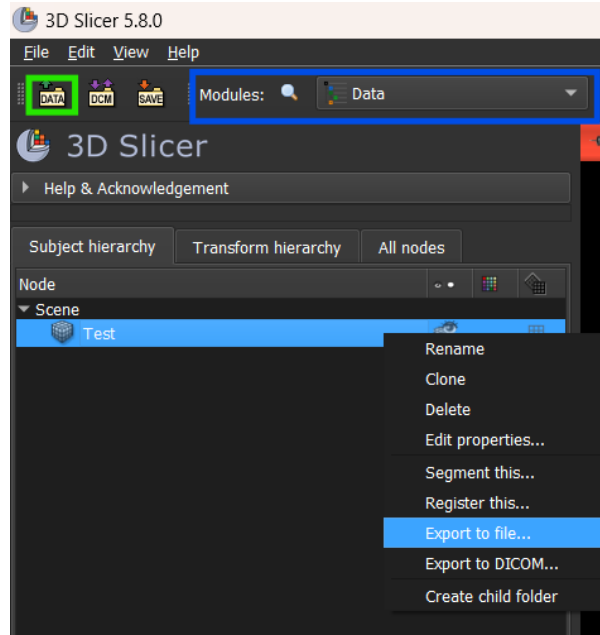 3D Slicer 5.8.0
File Edit View Help
DATA DCM SAVE Modules: Data
3D Slicer
Help & Acknowledgement
Subject hierarchy Transform hierarchy All nodes
Node
Scene
Test
Rename
Clone
Delete
Edit properties...
Segment this...
Register this...
Export to file...
Export to DICOM...
Create child folder